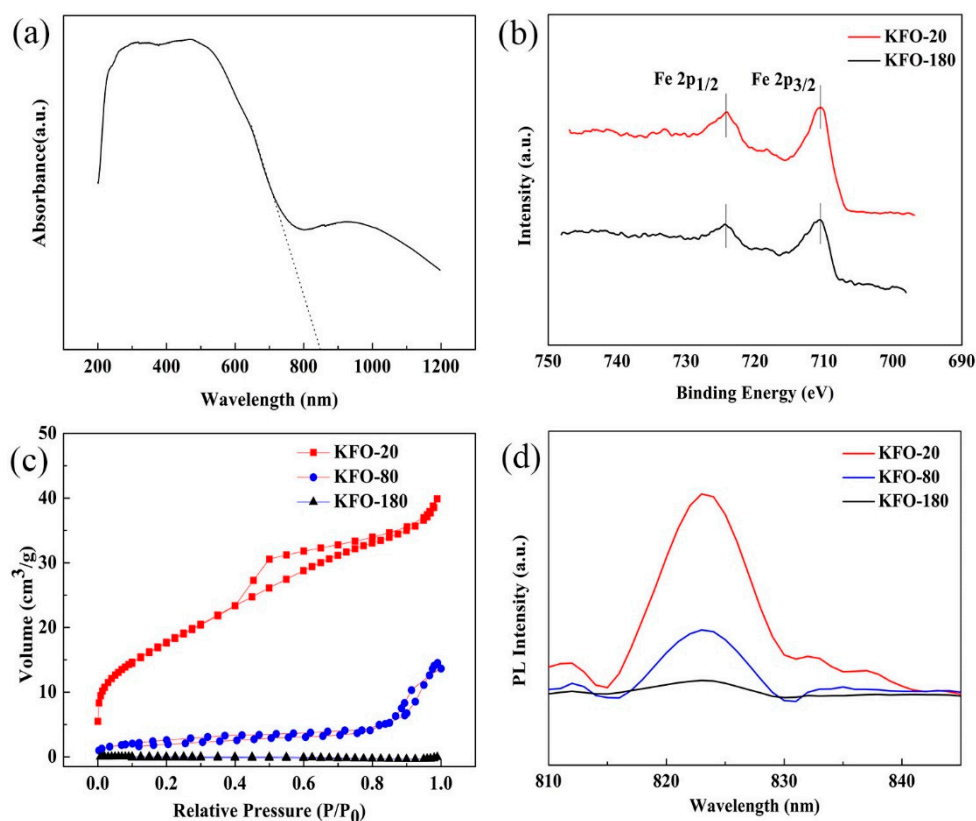 (a)
Absorbance(a.u.)
200 400 600 800 1000 1200
Wavelength (nm)
(b)
KFO-20
KFO-180
Fe 2p1/2 Fe 2p3/2
Intensity (a.u.)
750 740 730 720 710 700 690
Binding Energy (eV)
(c)
50
40
30
20
10
0
Volume (cm3/g)
KFO-20
KFO-80
KFO-180
0.0 0.2 0.4 0.6 0.8 1.0
Relative Pressure (P/P0)
(d)
KFO-20
KFO-80
KFO-180
PL Intensity (a.u.)
810 820 830 840
Wavelength (nm)